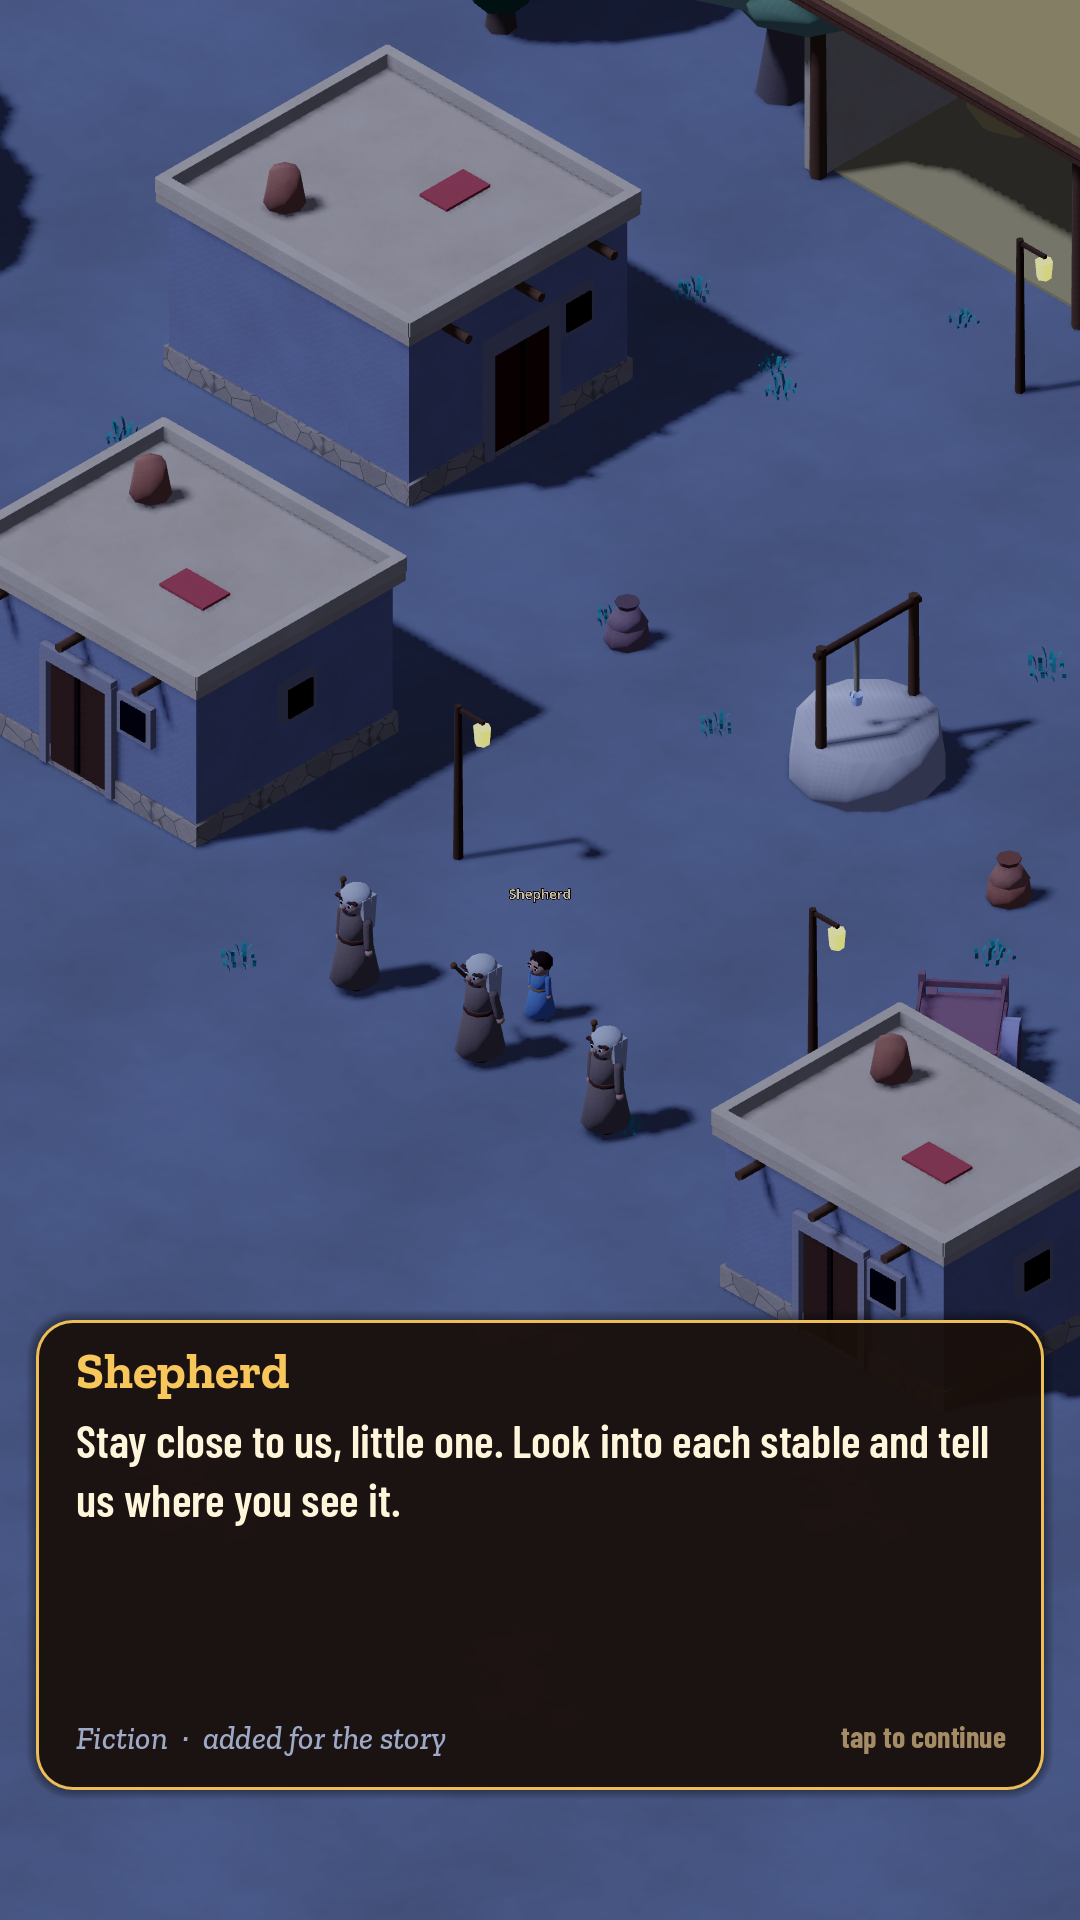 Shepherd
Shepherd
Stay close to us, little one. Look into each stable and tell
us where you see it.
Fiction · added for the story
tap to continue